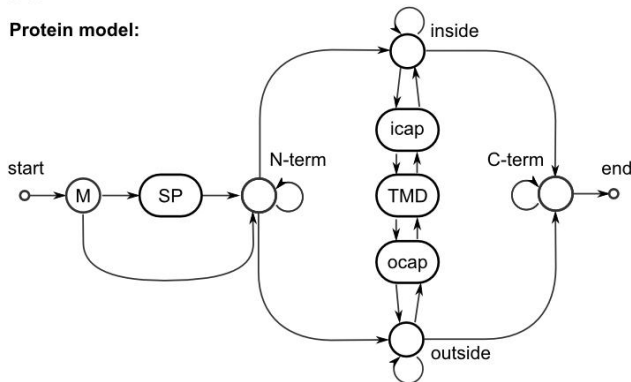 Protein model:
inside
icap
start
N-term
C-term
end
M
SP
TMD
ocap
outside